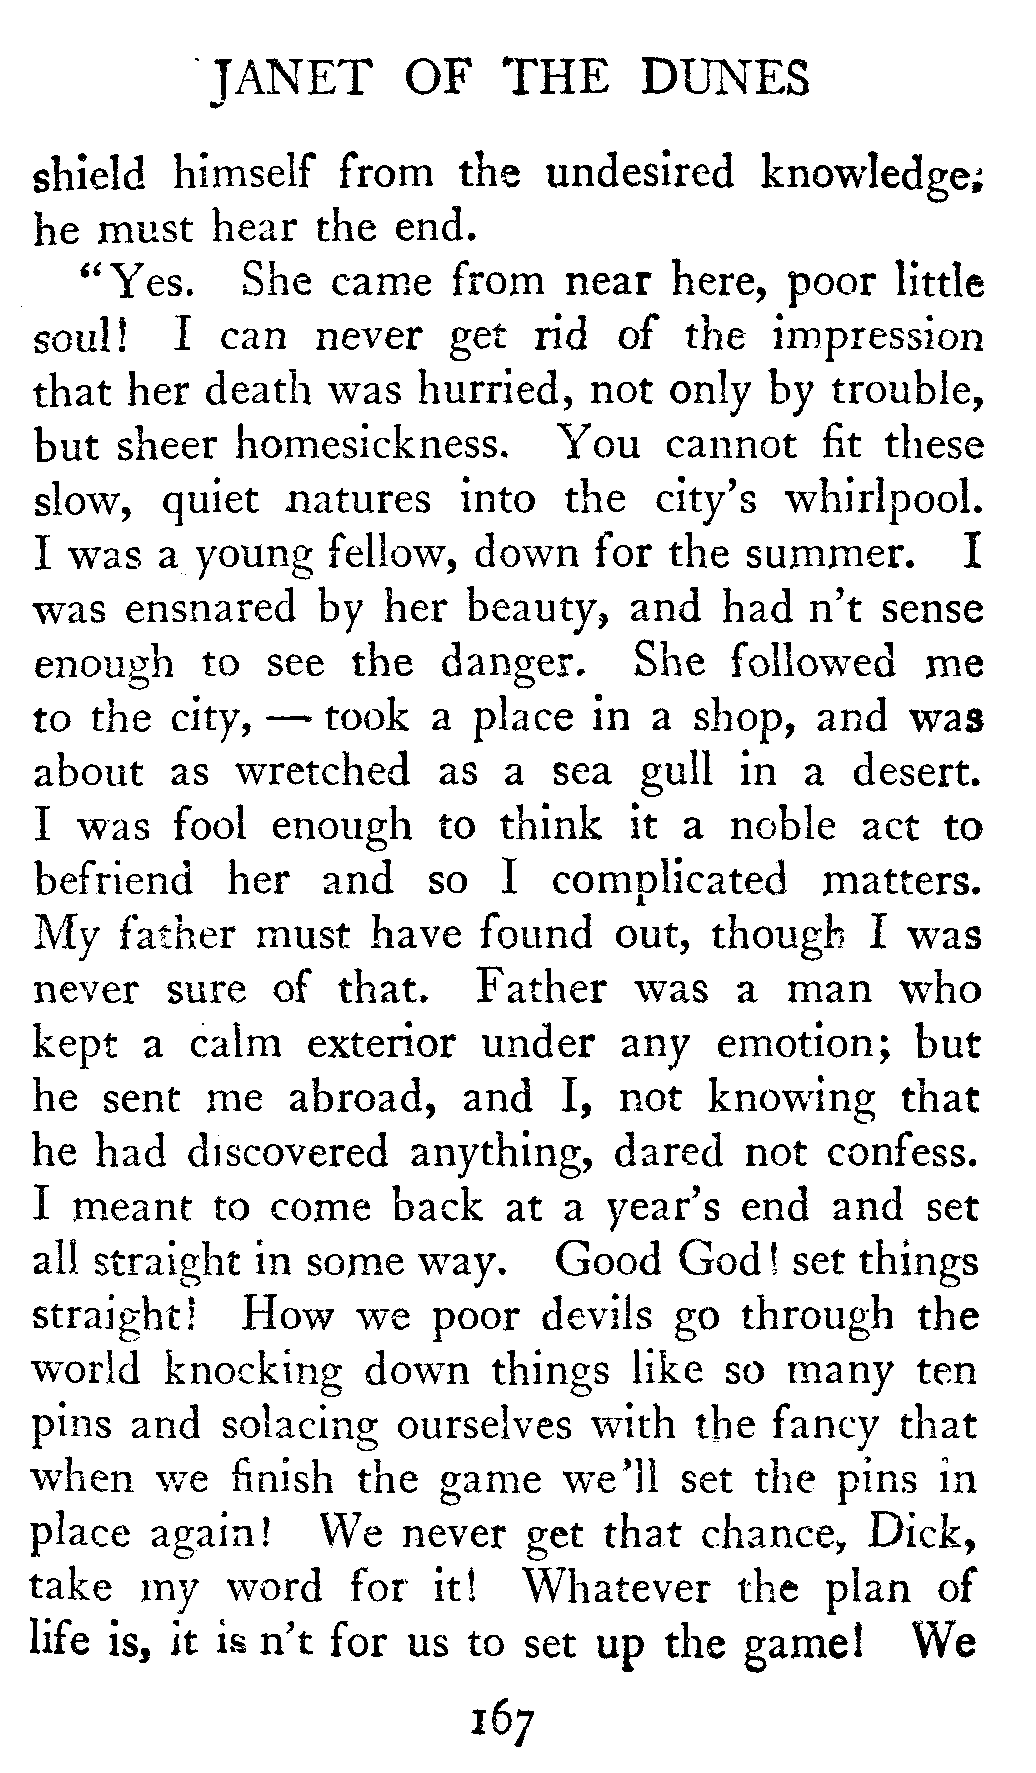 JANET OF THE DUNES
shield himself from the undesired knowledge;
he must hear the end.
"Yes. She came from near here, poor little
soul! I can never get rid of the impression
that her death was hurried, not only by trouble,
but sheer homesickness. You cannot fit these
slow, quiet natures into the city's whirlpool.
I was a young fellow, down for the summer. I
was ensnared by her beauty, and had n't sense
enough to see the danger. She followed me
to the city, — took a place in a shop, and was
about as wretched as a sea gull in a desert.
I was fool enough to think it a noble act to
befriend her and so I complicated matters.
My father must have found out, though I was
never sure of that. Father was a man who
kept a calm exterior under any emotion; but
he sent me abroad, and I, not knowing that
he had discovered anything, dared not confess.
I meant to come back at a year's end and set
all straight in some way. Good God! set things
straight! How we poor devils go through the
world knocking down things like so many ten
pins and solacing ourselves with the fancy that
when we finish the game we 'll set the pins in
place again! We never get that chance, Dick,
take my word for it! Whatever the plan of
life is, it is n't for us to set up the game! We
167